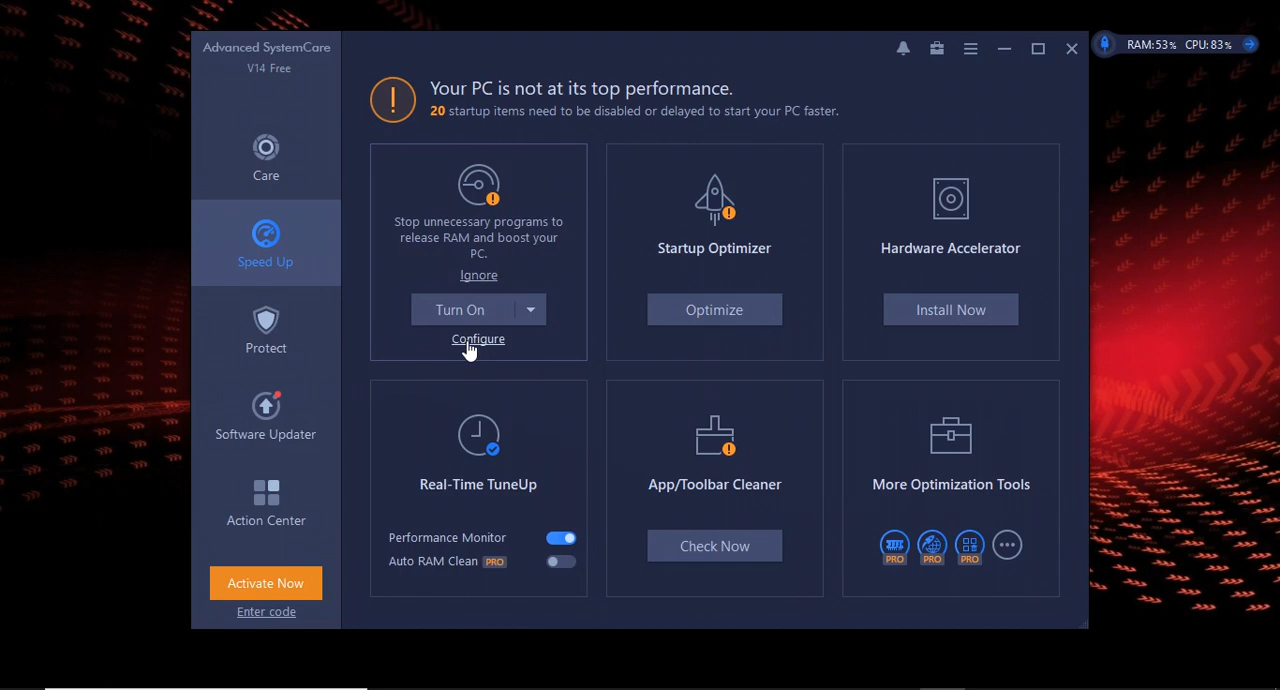 Advanced SystemCare
V14 Free
RAM:53% CPU:83%
Your PC is not at its top performance.
20 startup items need to be disabled or delayed to start your PC faster.
Care
Speed Up
Protect
Software Updater
Action Center
Activate Now
Enter code
Stop unnecessary programs to
release RAM and boost your
PC.
Ignore
Turn On
Configure
Startup Optimizer
Optimize
Hardware Accelerator
Install Now
Real-Time TuneUp
Performance Monitor
Auto RAM Clean PRO
App/Toolbar Cleaner
Check Now
More Optimization Tools
PRO PRO PRO